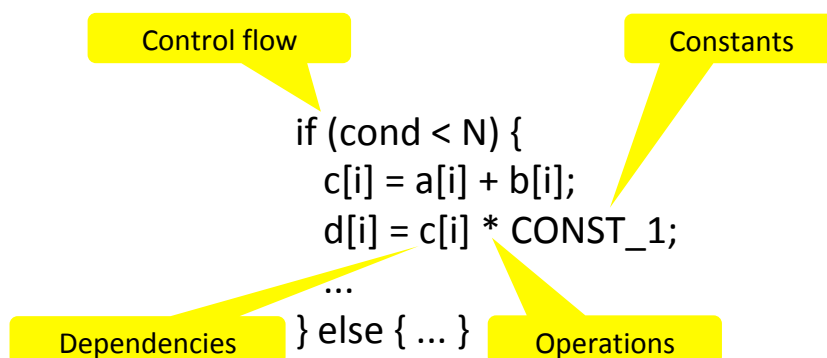 Control flow
Constants
if (cond < N) {
c[i] = a[i] + b[i];
d[i] = c[i] * CONST_1;
...
} else { ... }
Dependencies
Operations